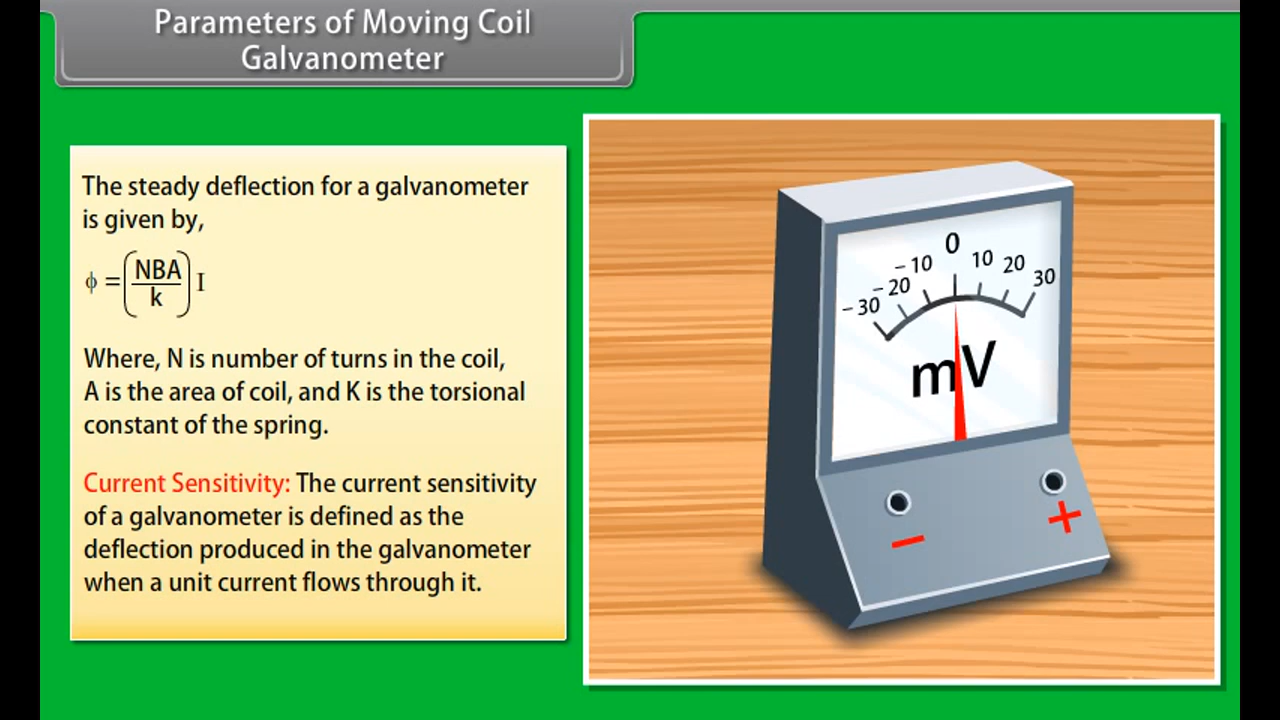 Parameters of Moving Coil
Galvanometer
The steady deflection for a galvanometer
is given by,
ϕ = (NBA/k) I
Where, N is number of turns in the coil,
A is the area of coil, and K is the torsional
constant of the spring.
Current Sensitivity: The current sensitivity
of a galvanometer is defined as the
deflection produced in the galvanometer
when a unit current flows through it.
-30 -20 -10 0 10 20 30
mV
− +